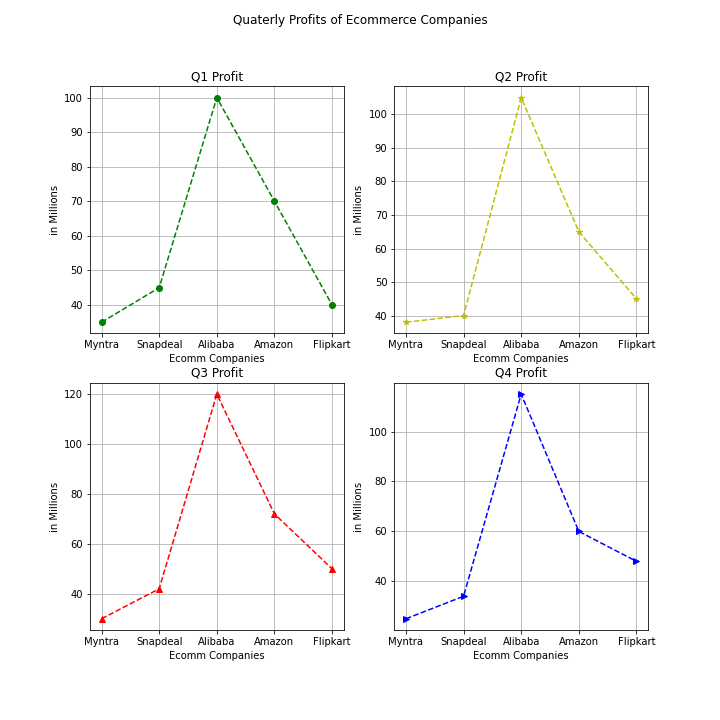 Quaterly Profits of Ecommerce Companies
Q1 Profit
100
90
80
70
60
50
40
in Millions
Myntra Snapdeal Alibaba Amazon Flipkart
Ecomm Companies
Q2 Profit
100
90
80
70
60
50
40
in Millions
Myntra Snapdeal Alibaba Amazon Flipkart
Ecomm Companies
Q3 Profit
120
100
80
60
40
in Millions
Myntra Snapdeal Alibaba Amazon Flipkart
Ecomm Companies
Q4 Profit
100
80
60
40
in Millions
Myntra Snapdeal Alibaba Amazon Flipkart
Ecomm Companies